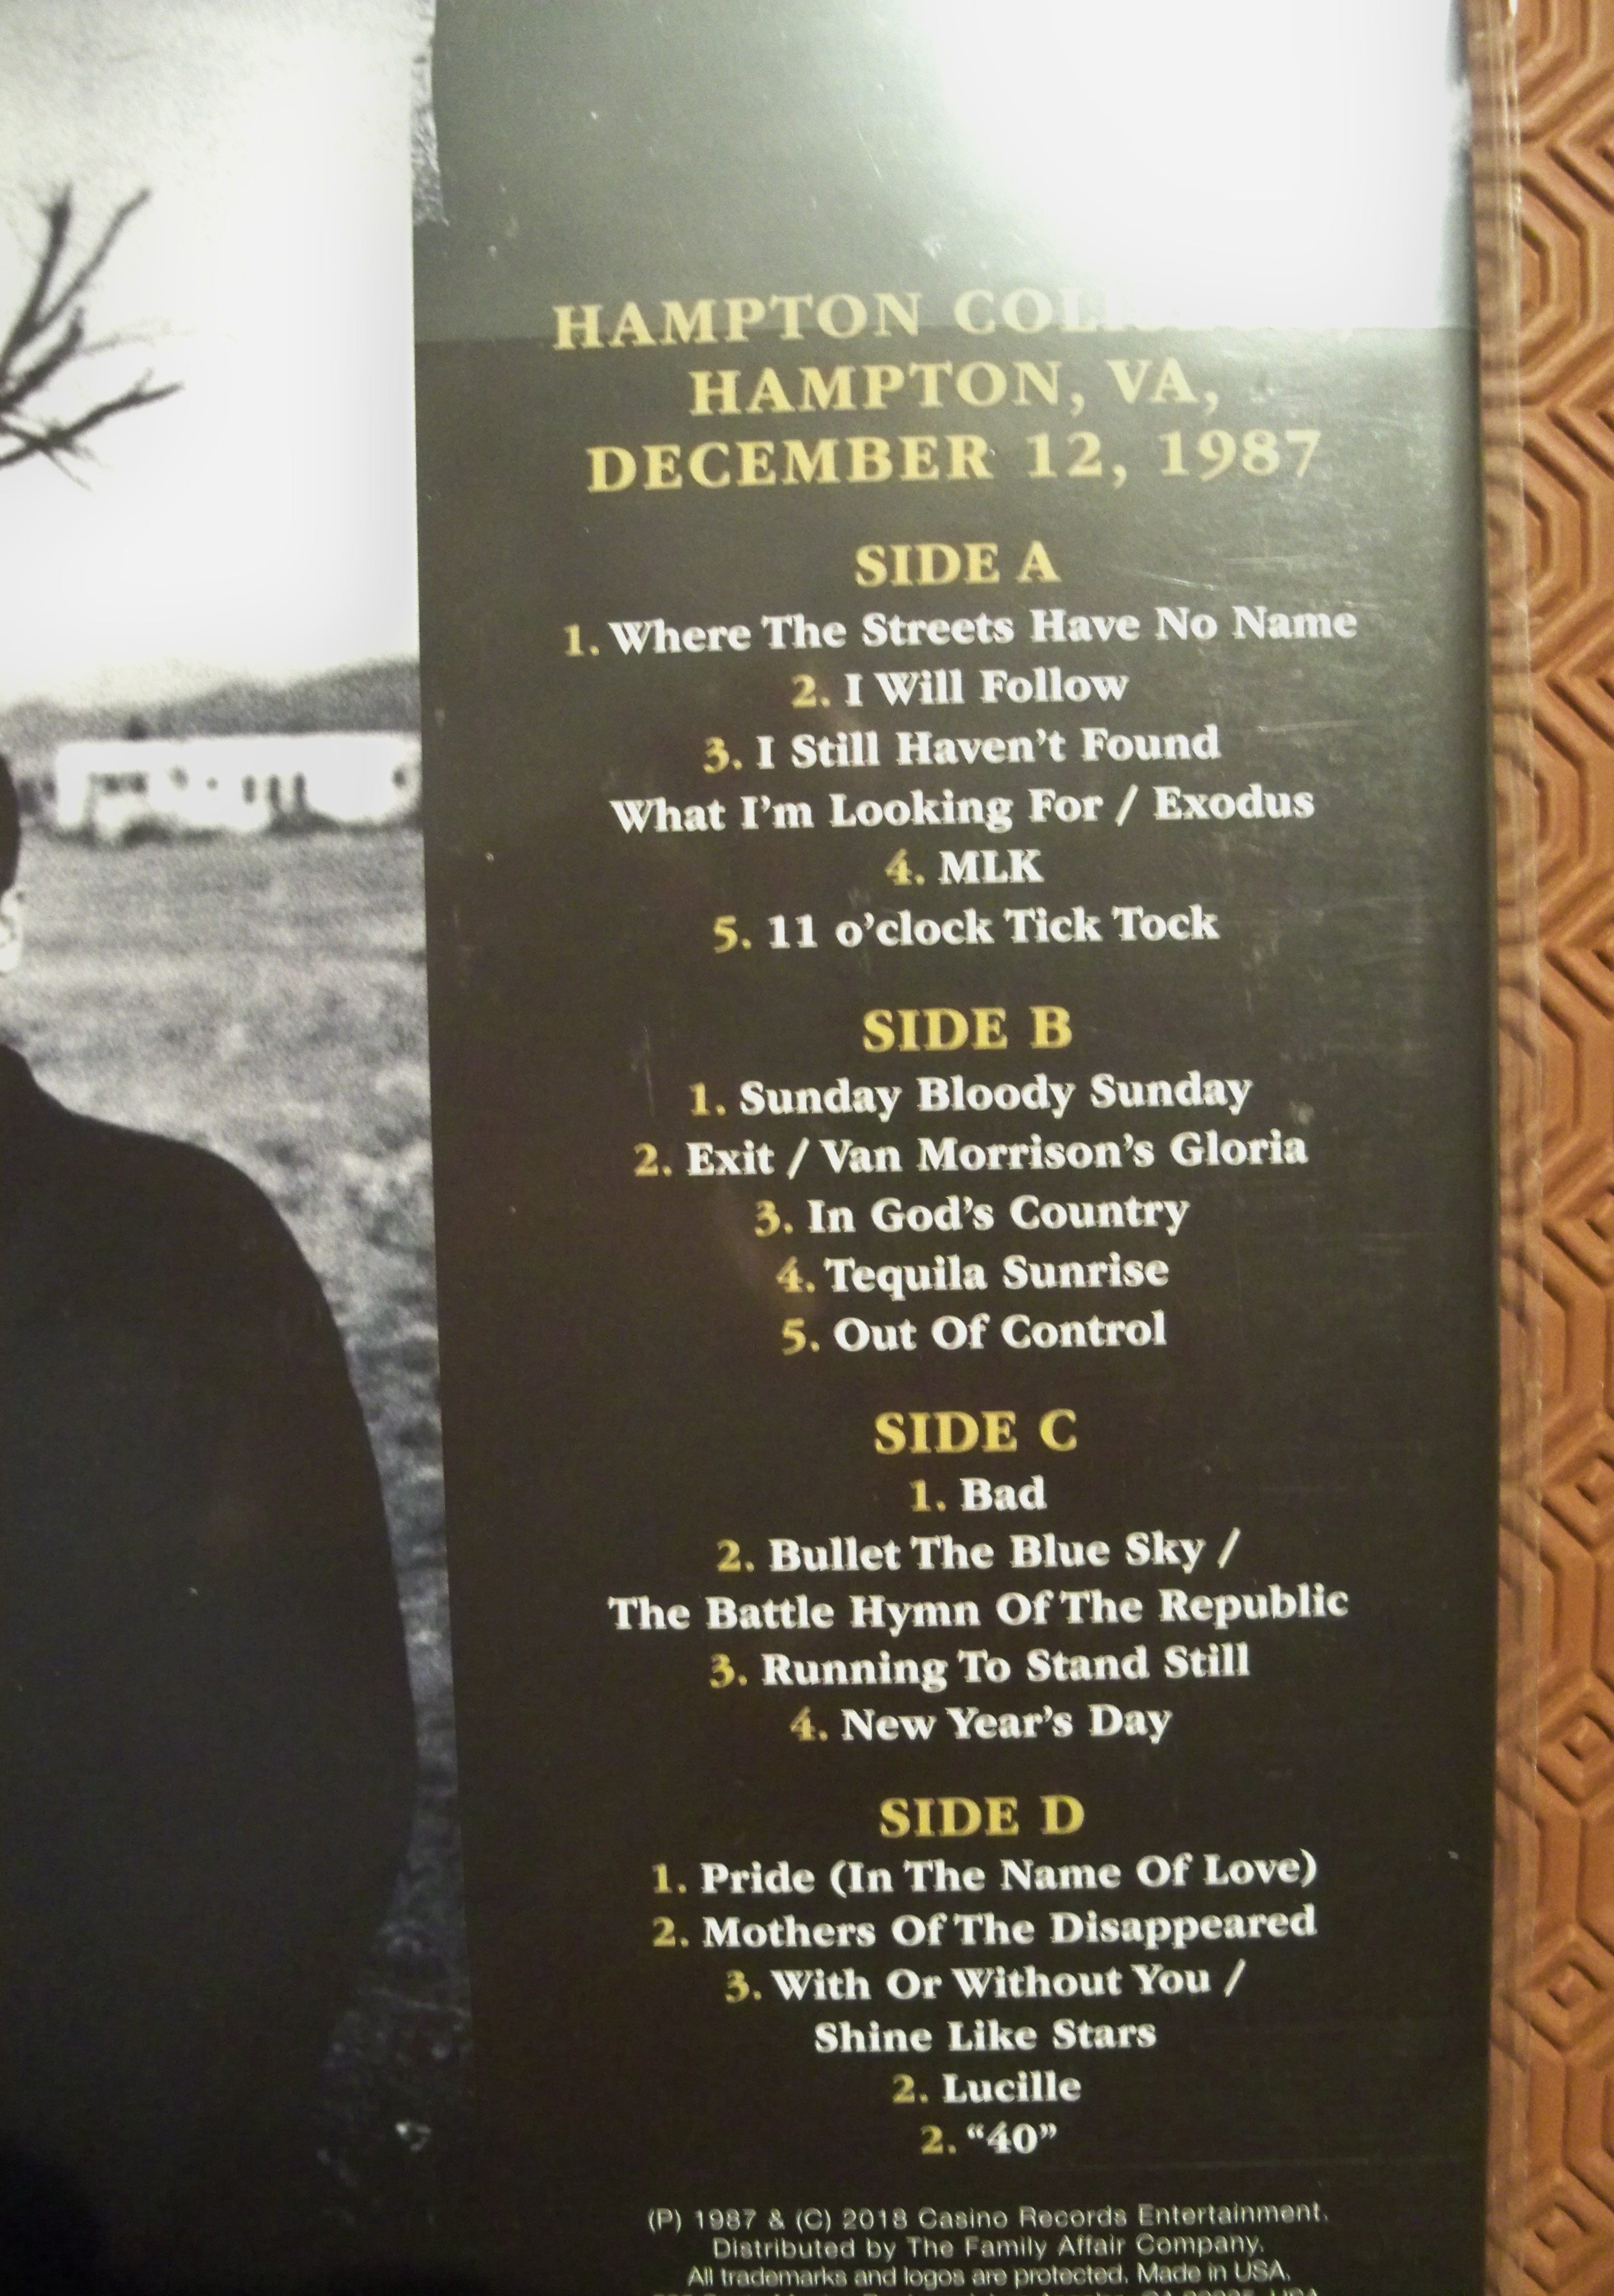 HAMPTON
HAMPTON, VA,
DECEMBER 12, 1987
SIDE A
1. Where The Streets Have No Name
2. I Will Follow
3. I Still Haven't Found
What I'm Looking For / Exodus
4. MLK
5. 11 o'clock Tick Tock
SIDE B
1. Sunday Bloody Sunday
2. Exit / Van Morrison's Gloria
3. In God's Country
4. Tequila Sunrise
5. Out Of Control
SIDE C
1. Bad
2. Bullet The Blue Sky /
The Battle Hymn Of The Republic
3. Running To Stand Still
4. New Year's Day
SIDE D
1. Pride (In The Name Of Love)
2. Mothers Of The Disappeared
3. With Or Without You /
Shine Like Stars
2. Lucille
2. “40”
(P) 1987 & (C) 2018 Casino Records Entertainment.
Distributed by The Family Affair Company.
All trademarks and logos are protected. Made in USA.